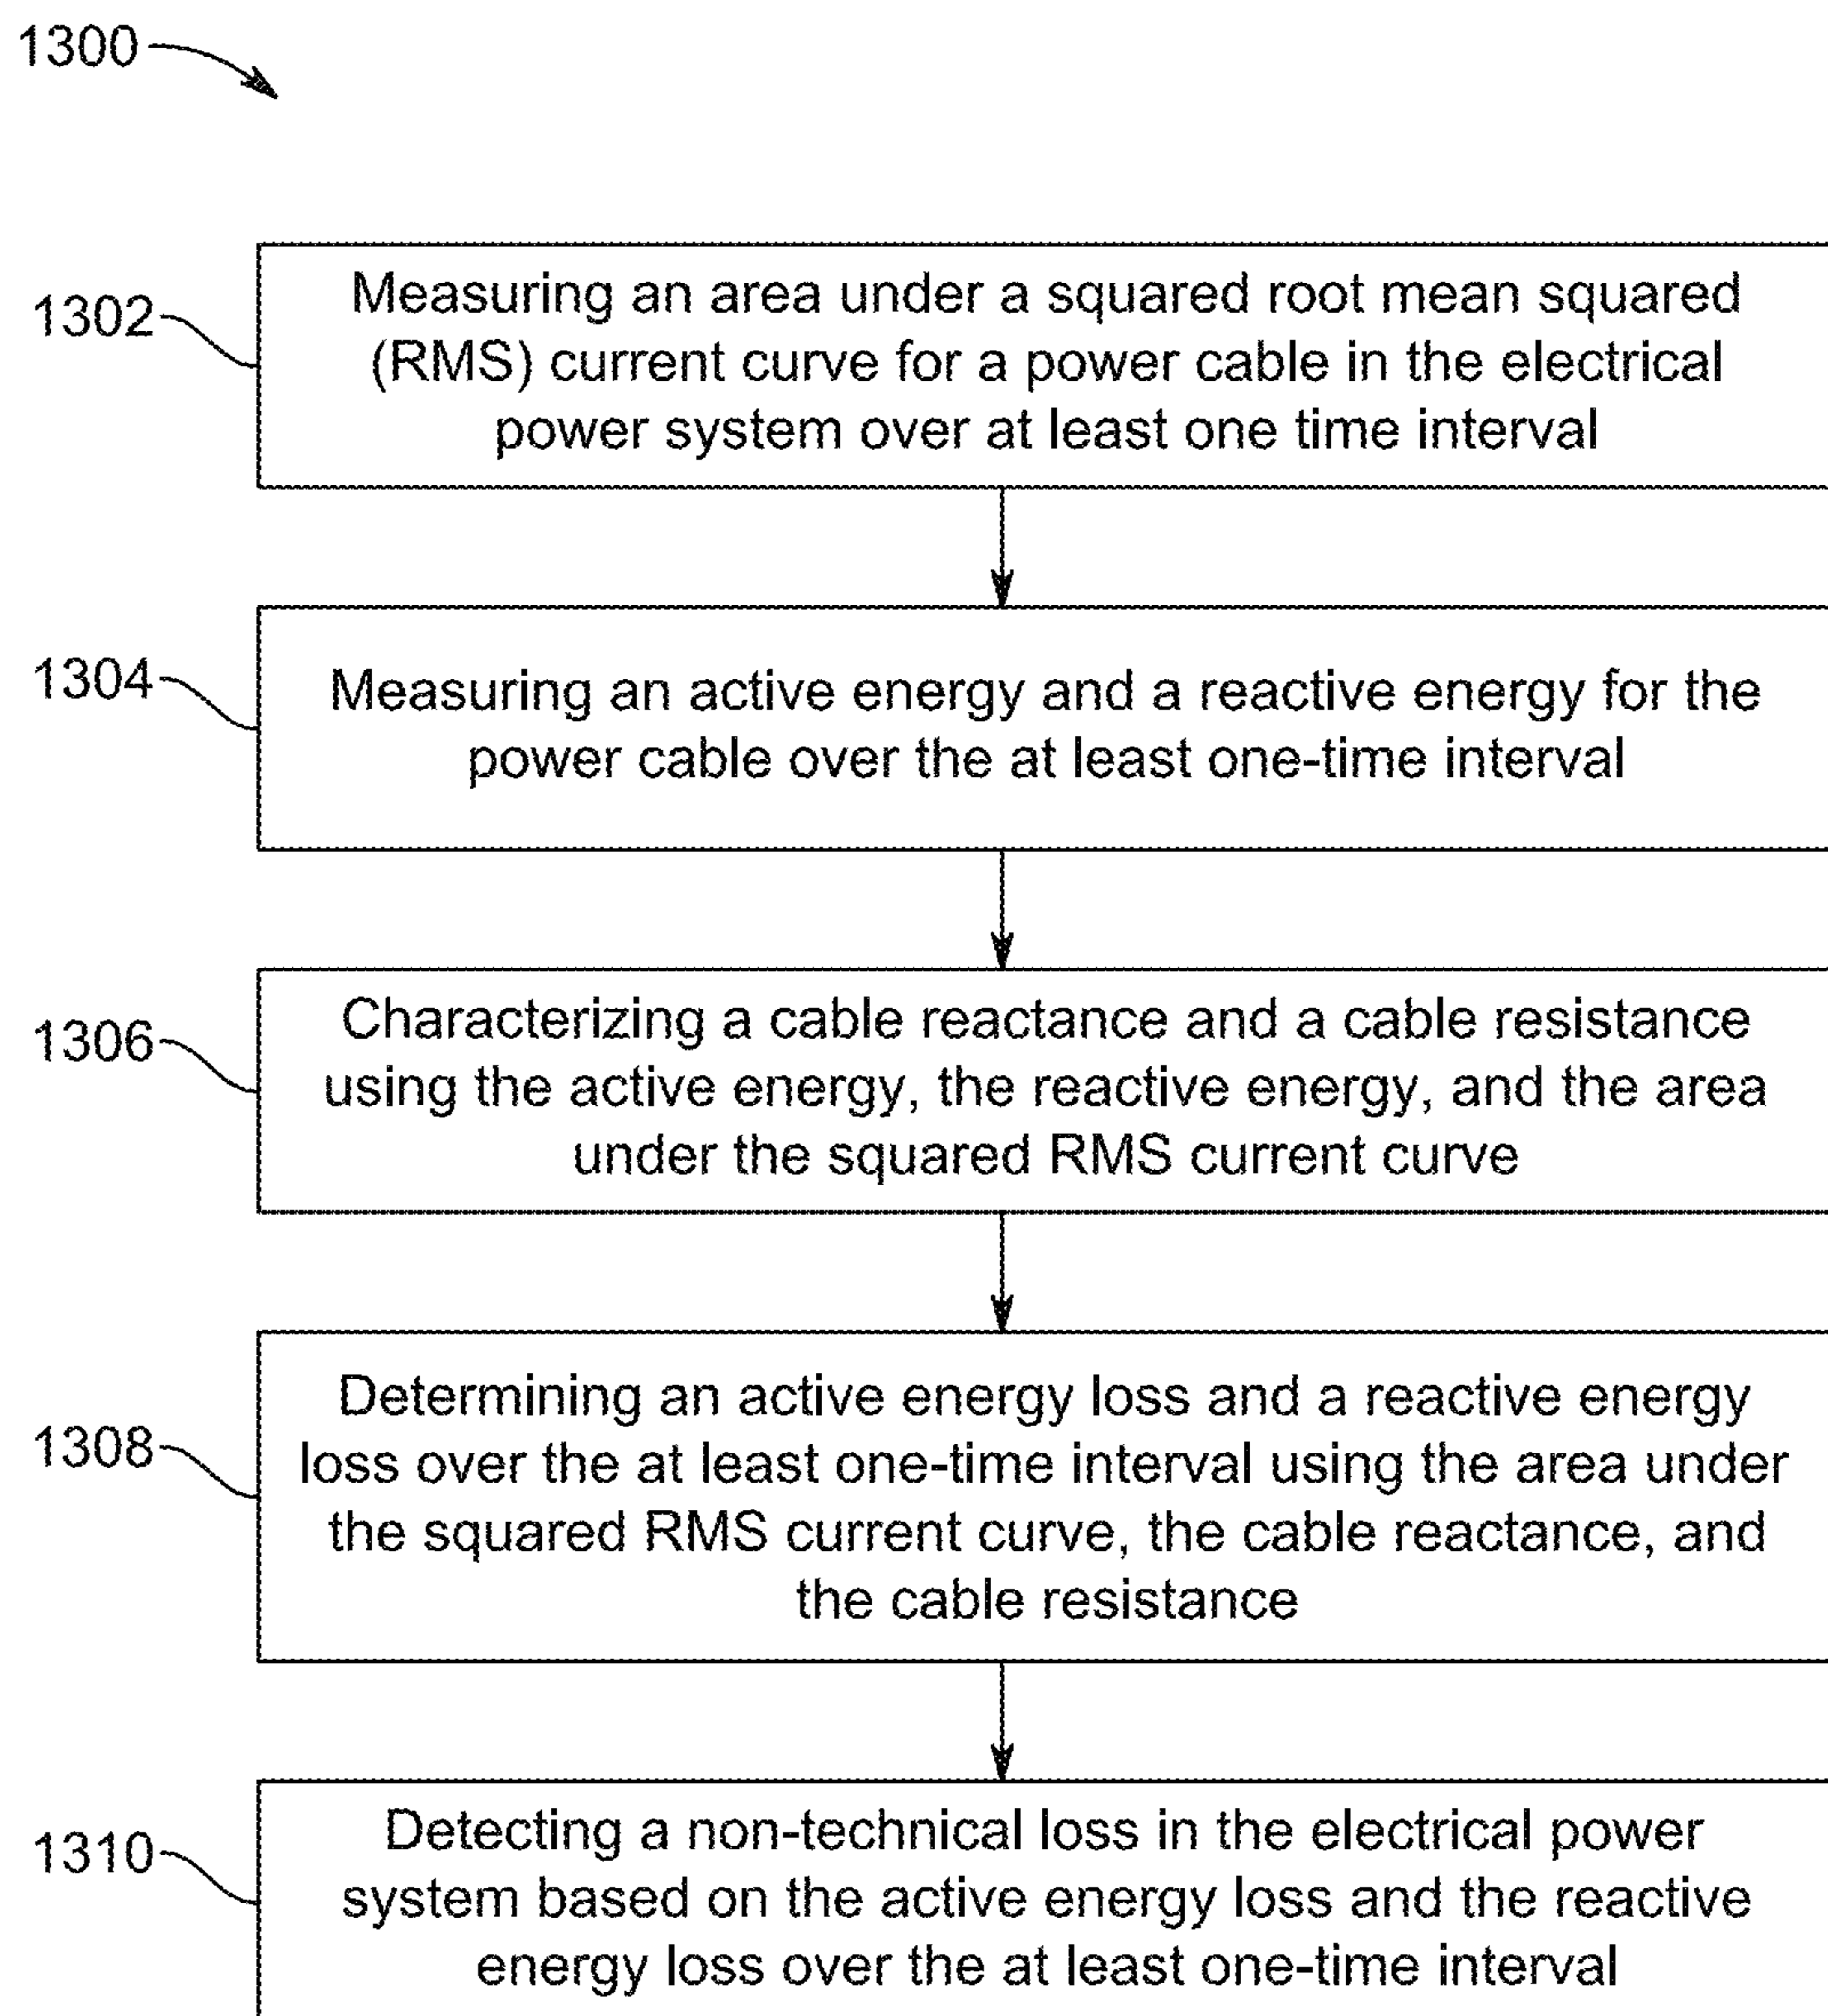 1300
1302
Measuring an area under a squared root mean squared
(RMS) current curve for a power cable in the electrical
power system over at least one time interval
1304
Measuring an active energy and a reactive energy for the
power cable over the at least one-time interval
1306
Characterizing a cable reactance and a cable resistance
using the active energy, the reactive energy, and the area
under the squared RMS current curve
1308
Determining an active energy loss and a reactive energy
loss over the at least one-time interval using the area under
the squared RMS current curve, the cable reactance, and
the cable resistance
1310
Detecting a non-technical loss in the electrical power
system based on the active energy loss and the reactive
energy loss over the at least one-time interval